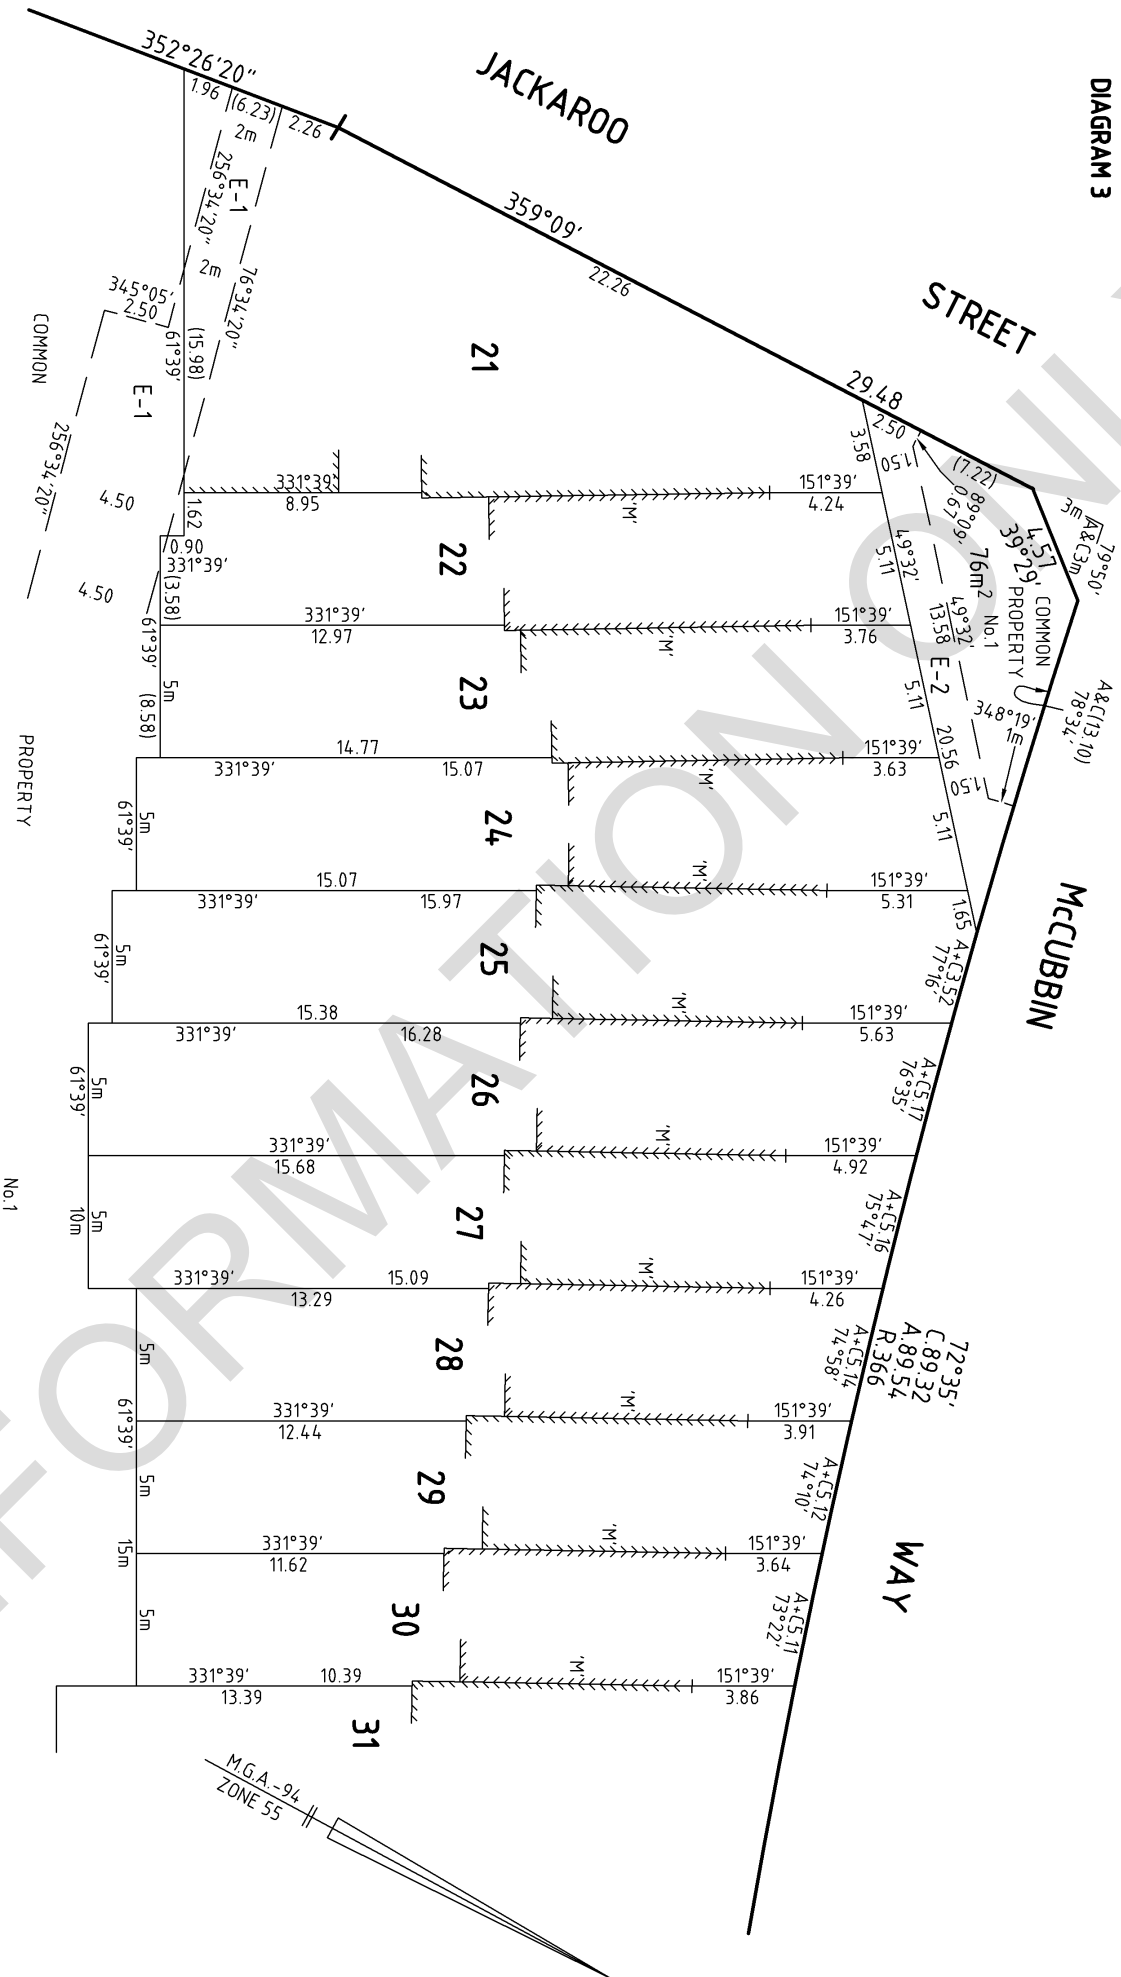 DIAGRAM 3
JACKAROO
STREET
McCUBBIN
WAY
352°26'20"
1.96
(6.23)
2.26
2m
E-1
256°34'20"
2m
76°34'20"
359°09'
22.26
29.48
2.50
(7.22)
1.50
89°09'
0.67
3.58
4.57
39°29'
3m A&C3m
79°50'
COMMON
PROPERTY
No.1
76m2
49°32'
13.58
E-2
348°19'
1m
A&C(13.10)
78°34'
49°32'
5.11
5.11
20.56
1.50
5.11
1.65
A+C3.52
77°16'
A+C5.17
76°35'
A+C5.16
75°47'
72°35'
C.89.32
A.89.54
R.366
A+C5.14
74°58'
A+C5.12
74°10'
A+C5.11
73°22'
345°05'
2.50
61°39'
(15.98)
E-1
256°34'20"
4.50
4.50
COMMON
PROPERTY
No.1
21
331°39'
8.95
151°39'
4.24
'M'
1.62
0.90
331°39'
(3.58)
22
331°39'
12.97
151°39'
3.76
'M'
61°39'
5m
(8.58)
23
14.77
331°39'
15.07
151°39'
3.63
'M'
5m
61°39'
24
15.07
331°39'
15.97
151°39'
5.31
'M'
5m
61°39'
25
15.38
331°39'
16.28
151°39'
5.63
'M'
5m
61°39'
26
331°39'
15.68
151°39'
4.92
'M'
5m
10m
27
331°39'
15.09
13.29
151°39'
4.26
'M'
5m
61°39'
28
331°39'
12.44
151°39'
3.91
'M'
5m
15m
29
331°39'
11.62
151°39'
3.64
'M'
5m
30
331°39'
10.39
13.39
151°39'
3.86
'M'
31
M.G.A.-94
ZONE 55